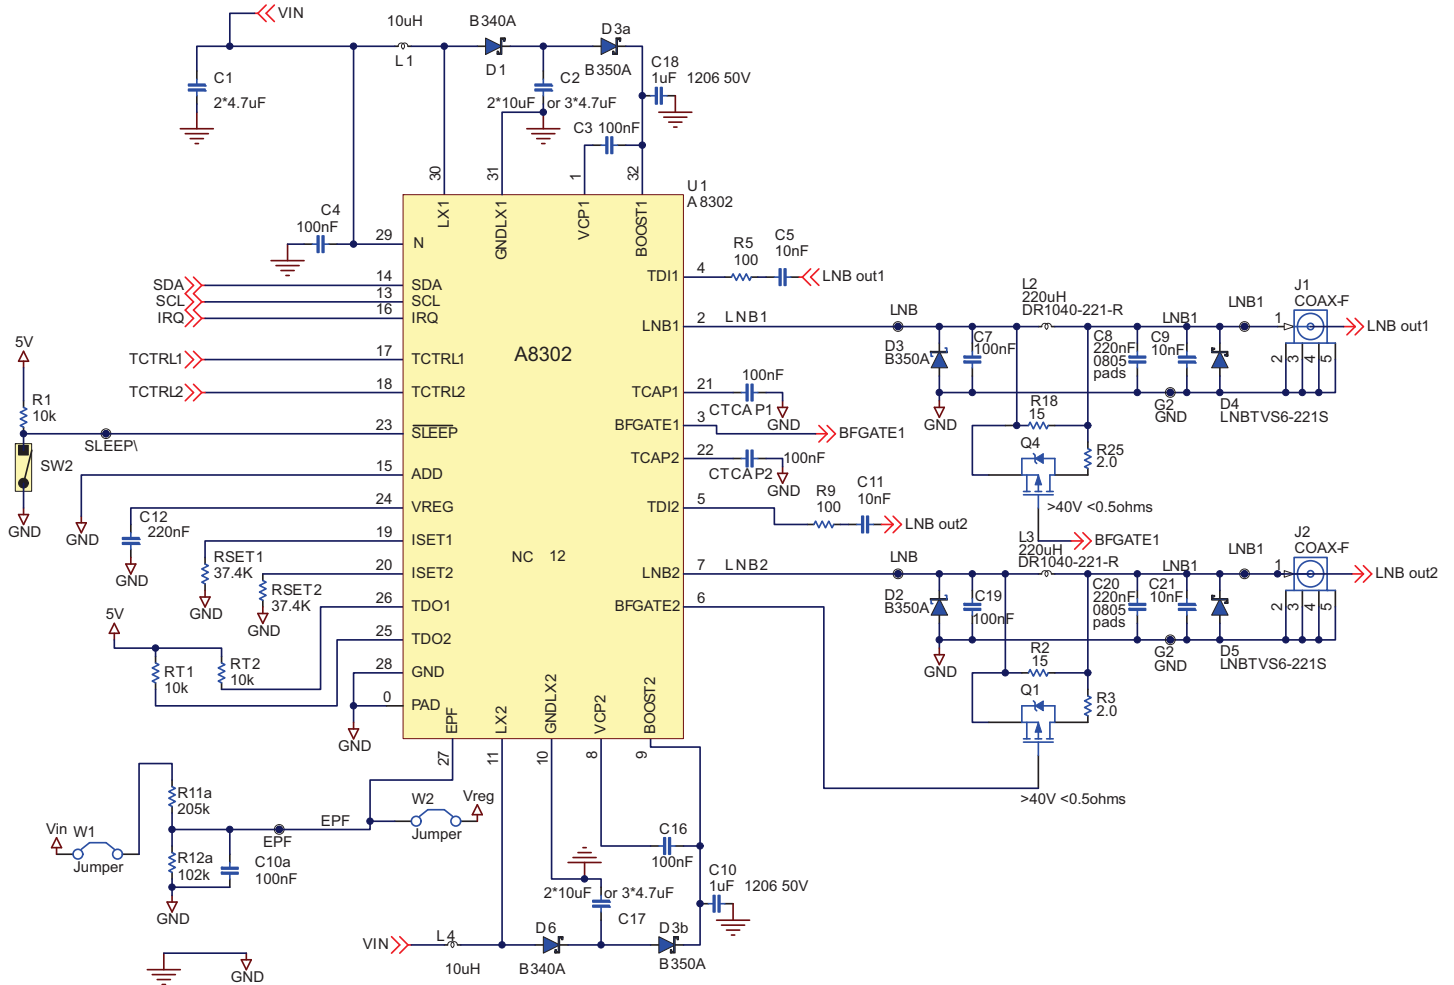 VIN
10uH
L1
B340A
D1
D3a
B350A
C18
1uF 1206 50V
C1
2*4.7uF
C2
2*10uF or 3*4.7uF
C3 100nF
30
31
1
32
U1
A8302
LX1
GNDLX1
VCP1
BOOST1
C4
100nF
29
N
SDA
14
SDA
SCL
13
SCL
IRQ
16
IRQ
TCTRL1
17
TCTRL1
TCTRL2
18
TCTRL2
5V
R1
10k
SLEEP\
23
SLEEP
SW2
GND
15
ADD
GND
24
VREG
C12
220nF
GND
19
ISET1
RSET1
37.4K
GND
20
ISET2
RSET2
37.4K
GND
26
TDO1
25
TDO2
5V
RT1
10k
RT2
10k
28
GND
0
PAD
GND
A8302
NC 12
TDI1
4
R5
100
C5
10nF
LNB out1
LNB1
2
LNB1
LNB
TCAP1
21
100nF
CTCAP1
GND
BFGATE1
3
BFGATE1
TCAP2
22
100nF
CTCAP2
GND
TDI2
5
R9
100
C11
10nF
LNB out2
LNB2
7
LNB2
LNB
BFGATE2
6
D3
B350A
GND
C7
100nF
L2
220uH
DR1040-221-R
R18
15
Q4
R25
2.0
>40V <0.5ohms
BFGATE1
C8
220nF
0805
pads
LNB1
C9
10nF
G2
GND
LNB1
D4
LNBTVS6-221S
J1
COAX-F
1
2
3
4
5
LNB out1
D2
B350A
GND
C19
100nF
L3
220uH
DR1040-221-R
R2
15
Q1
R3
2.0
>40V <0.5ohms
C20
220nF
0805
pads
LNB1
C21
10nF
G2
GND
LNB1
D5
LNBTVS6-221S
J2
COAX-F
1
2
3
4
5
LNB out2
EPF
LX2
GNDLX2
VCP2
BOOST2
27
11
10
8
9
Vin
W1
Jumper
R11a
205k
R12a
102k
GND
EPF
C10a
100nF
EPF
W2
Jumper
Vreg
C16
100nF
C10
1uF 1206 50V
2*10uF or 3*4.7uF
C17
VIN
L4
10uH
D6
B340A
D3b
B350A
GND